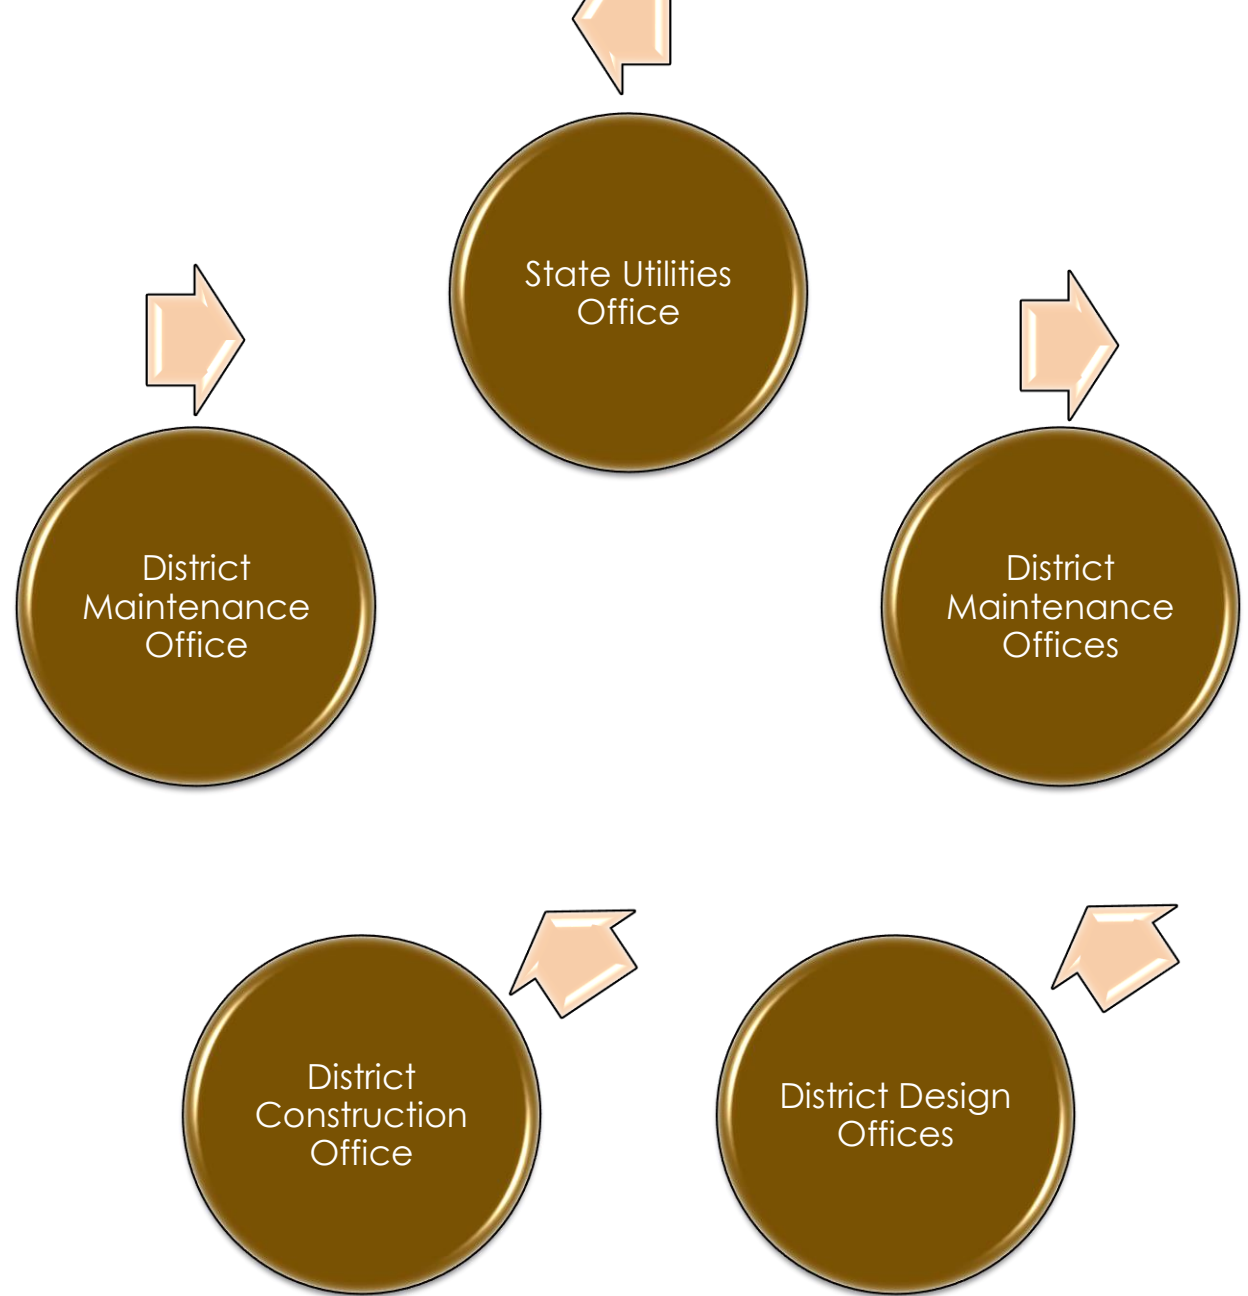 State Utilities
Office
District
Maintenance
Office
District
Maintenance
Offices
District
Construction
Office
District Design
Offices